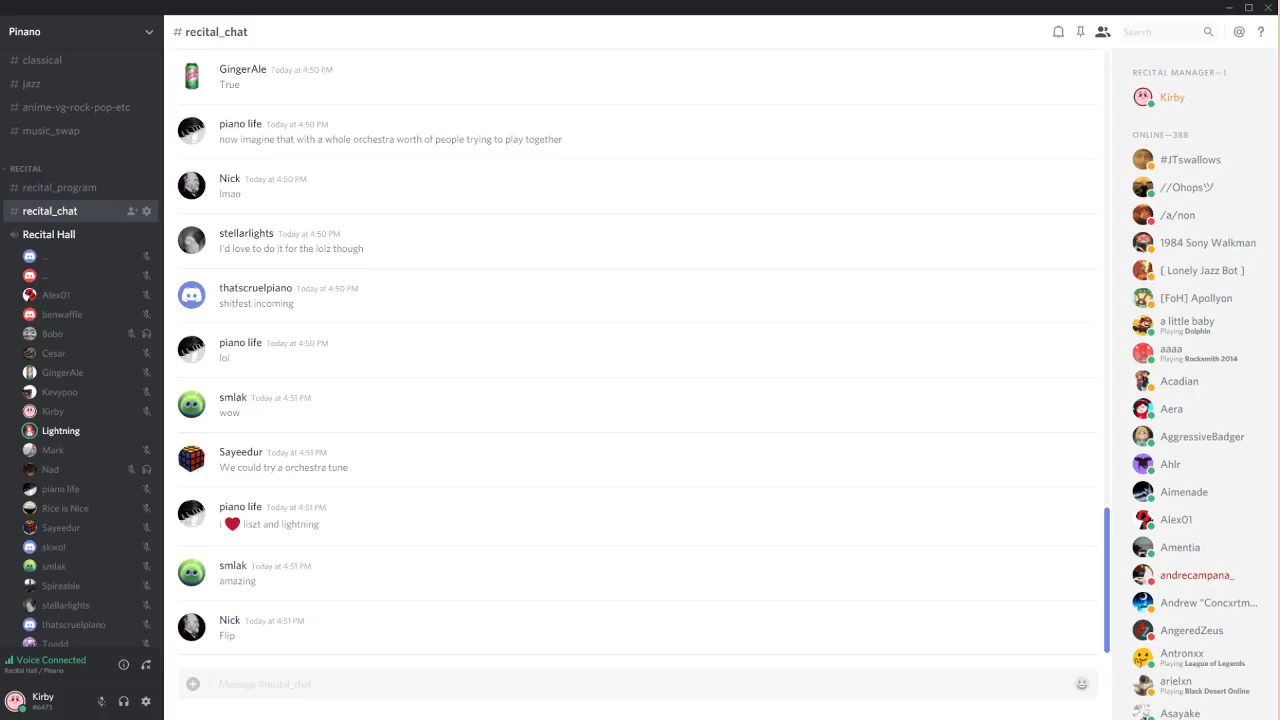 Pinano
# classical
# jazz
# anime-vg-rock-pop-etc
# music_swap
RECITAL
# recital_program
# recital_chat
Recital Hall
..
..
Alex01
benwaffle
Bobo
Cesar
GingerAle
Kevypoo
Kirby
Lightning
Mark
Nad
piano life
Rice is Nice
Sayeedur
skwol
smlak
Spireable
stellarlights
thatscruelpiano
Toadd
Voice Connected
Recital Hall / Pinano
Kirby
#6473
# recital_chat
Search
@ ?
GingerAle Today at 4:50 PM
True
piano life Today at 4:50 PM
now imagine that with a whole orchestra worth of people trying to play together
Nick Today at 4:50 PM
lmao
stellarlights Today at 4:50 PM
I'd love to do it for the lolz though
thatscruelpiano Today at 4:50 PM
shitfest incoming
piano life Today at 4:50 PM
lol
smlak Today at 4:51 PM
wow
Sayeedur Today at 4:51 PM
We could try a orchestra tune
piano life Today at 4:51 PM
i ❤ liszt and lightning
smlak Today at 4:51 PM
amazing
Nick Today at 4:51 PM
Flip
Message #recital_chat
RECITAL MANAGER—1
Kirby
ONLINE—388
#JTswallows
//Ohopsツ
/a/non
1984 Sony Walkman
[ Lonely Jazz Bot ]
[FoH] Apollyon
a little baby
Playing Dolphin
aaaa
Playing Rocksmith 2014
Acadian
Aera
AggressiveBadger
Ahlr
Aimenade
Alex01
Amentia
andrecampana_
Andrew "Concxrtm...
AngeredZeus
Antronxx
Playing League of Legends
arielxn
Playing Black Desert Online
Asayake